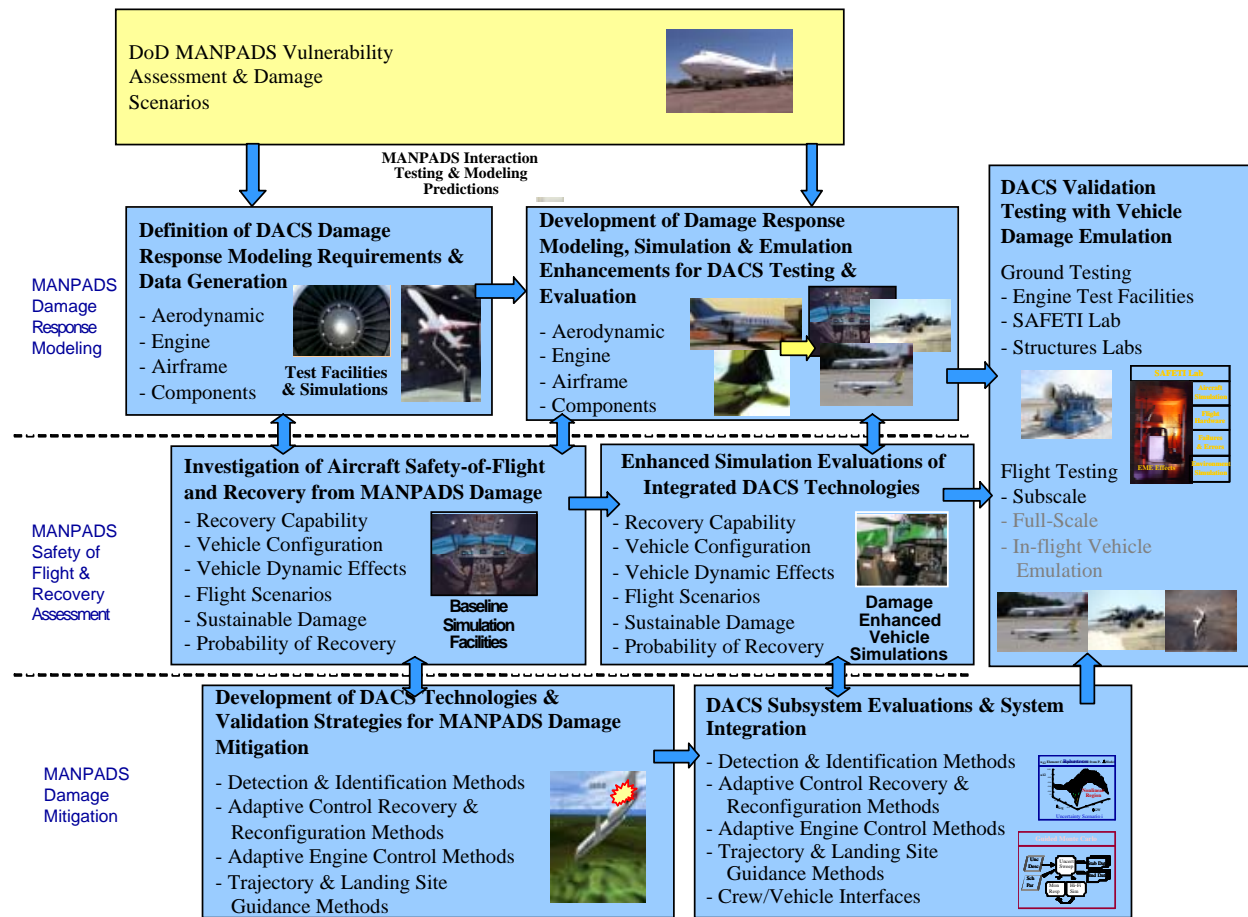 DoD MANPADS Vulnerability
Assessment & Damage
Scenarios
MANPADS Interaction
Testing & Modeling
Predictions
MANPADS
Damage
Response
Modeling
Definition of DACS Damage
Response Modeling Requirements &
Data Generation
- Aerodynamic
- Engine
- Airframe
- Components
Test Facilities
& Simulations
Development of Damage Response
Modeling, Simulation & Emulation
Enhancements for DACS Testing &
Evaluation
- Aerodynamic
- Engine
- Airframe
- Components
DACS Validation
Testing with Vehicle
Damage Emulation
Ground Testing
- Engine Test Facilities
- SAFETI Lab
- Structures Labs
SAFETI Lab
EME Effects
Flight Testing
- Subscale
- Full-Scale
- In-flight Vehicle
Emulation
MANPADS
Safety of
Flight &
Recovery
Assessment
Investigation of Aircraft Safety-of-Flight
and Recovery from MANPADS Damage
- Recovery Capability
- Vehicle Configuration
- Vehicle Dynamic Effects
- Flight Scenarios
- Sustainable Damage
- Probability of Recovery
Baseline
Simulation
Facilities
Enhanced Simulation Evaluations of
Integrated DACS Technologies
- Recovery Capability
- Vehicle Configuration
- Vehicle Dynamic Effects
- Flight Scenarios
- Sustainable Damage
- Probability of Recovery
Damage
Enhanced
Vehicle
Simulations
MANPADS
Damage
Mitigation
Development of DACS Technologies &
Validation Strategies for MANPADS Damage
Mitigation
- Detection & Identification Methods
- Adaptive Control Recovery &
Reconfiguration Methods
- Adaptive Engine Control Methods
- Trajectory & Landing Site
Guidance Methods
DACS Subsystem Evaluations & System
Integration
- Detection & Identification Methods
- Adaptive Control Recovery &
Reconfiguration Methods
- Adaptive Engine Control Methods
- Trajectory & Landing Site
Guidance Methods
- Crew/Vehicle Interfaces
Nonlinear
Region
Uncertainty Scenario i